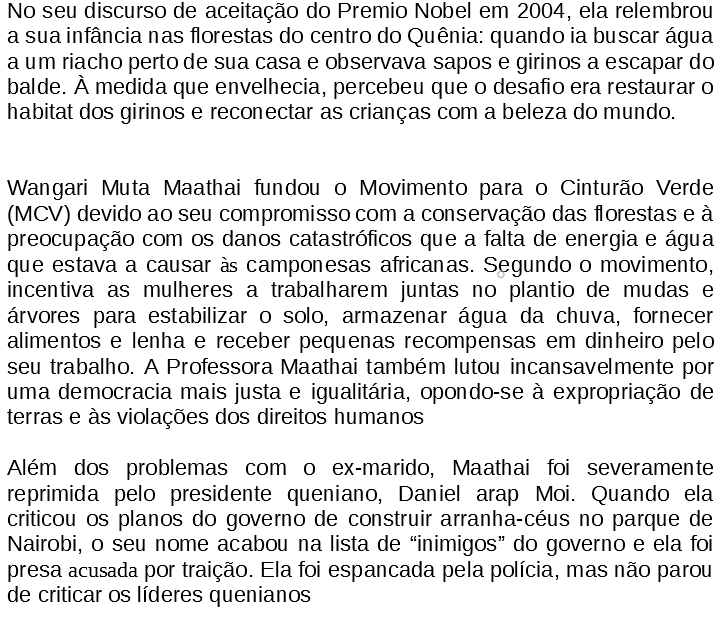 No seu discurso de aceitação do Premio Nobel em 2004, ela relembrou
a sua infância nas florestas do centro do Quênia: quando ia buscar água
a um riacho perto de sua casa e observava sapos e girinos a escapar do
balde. À medida que envelhecia, percebeu que o desafio era restaurar o
habitat dos girinos e reconectar as crianças com a beleza do mundo.
Wangari Muta Maathai fundou o Movimento para o Cinturão Verde
(MCV) devido ao seu compromisso com a conservação das florestas e à
preocupação com os danos catastróficos que a falta de energia e água
que estava a causar às camponesas africanas. Segundo o movimento,
incentiva as mulheres a trabalharem juntas no plantio de mudas e
árvores para estabilizar o solo, armazenar água da chuva, fornecer
alimentos e lenha e receber pequenas recompensas em dinheiro pelo
seu trabalho. A Professora Maathai também lutou incansavelmente por
uma democracia mais justa e igualitária, opondo-se à expropriação de
terras e às violações dos direitos humanos
Além dos problemas com o ex-marido, Maathai foi severamente
reprimida pelo presidente queniano, Daniel arap Moi. Quando ela
criticou os planos do governo de construir arranha-céus no parque de
Nairobi, o seu nome acabou na lista de “inimigos” do governo e ela foi
presa acusada por traição. Ela foi espancada pela polícia, mas não parou
de criticar os líderes quenianos